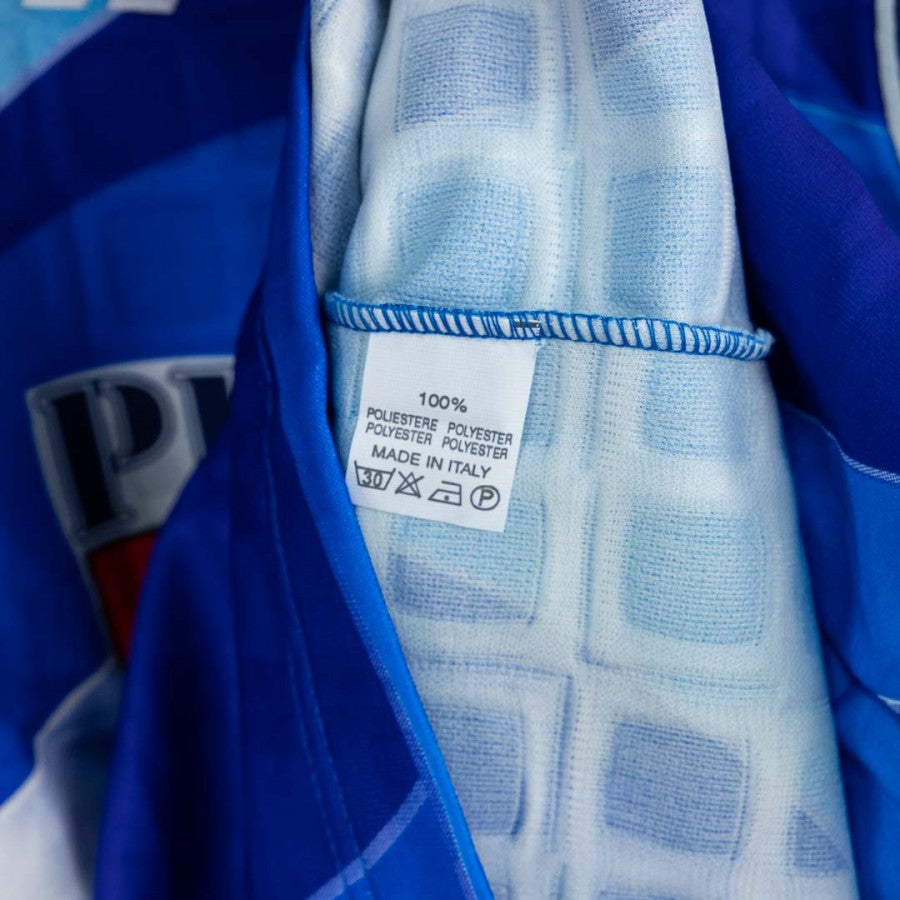 100%
POLIESTERE POLYESTER
POLYESTER POLYESTER
MADE IN ITALY
30 P
P